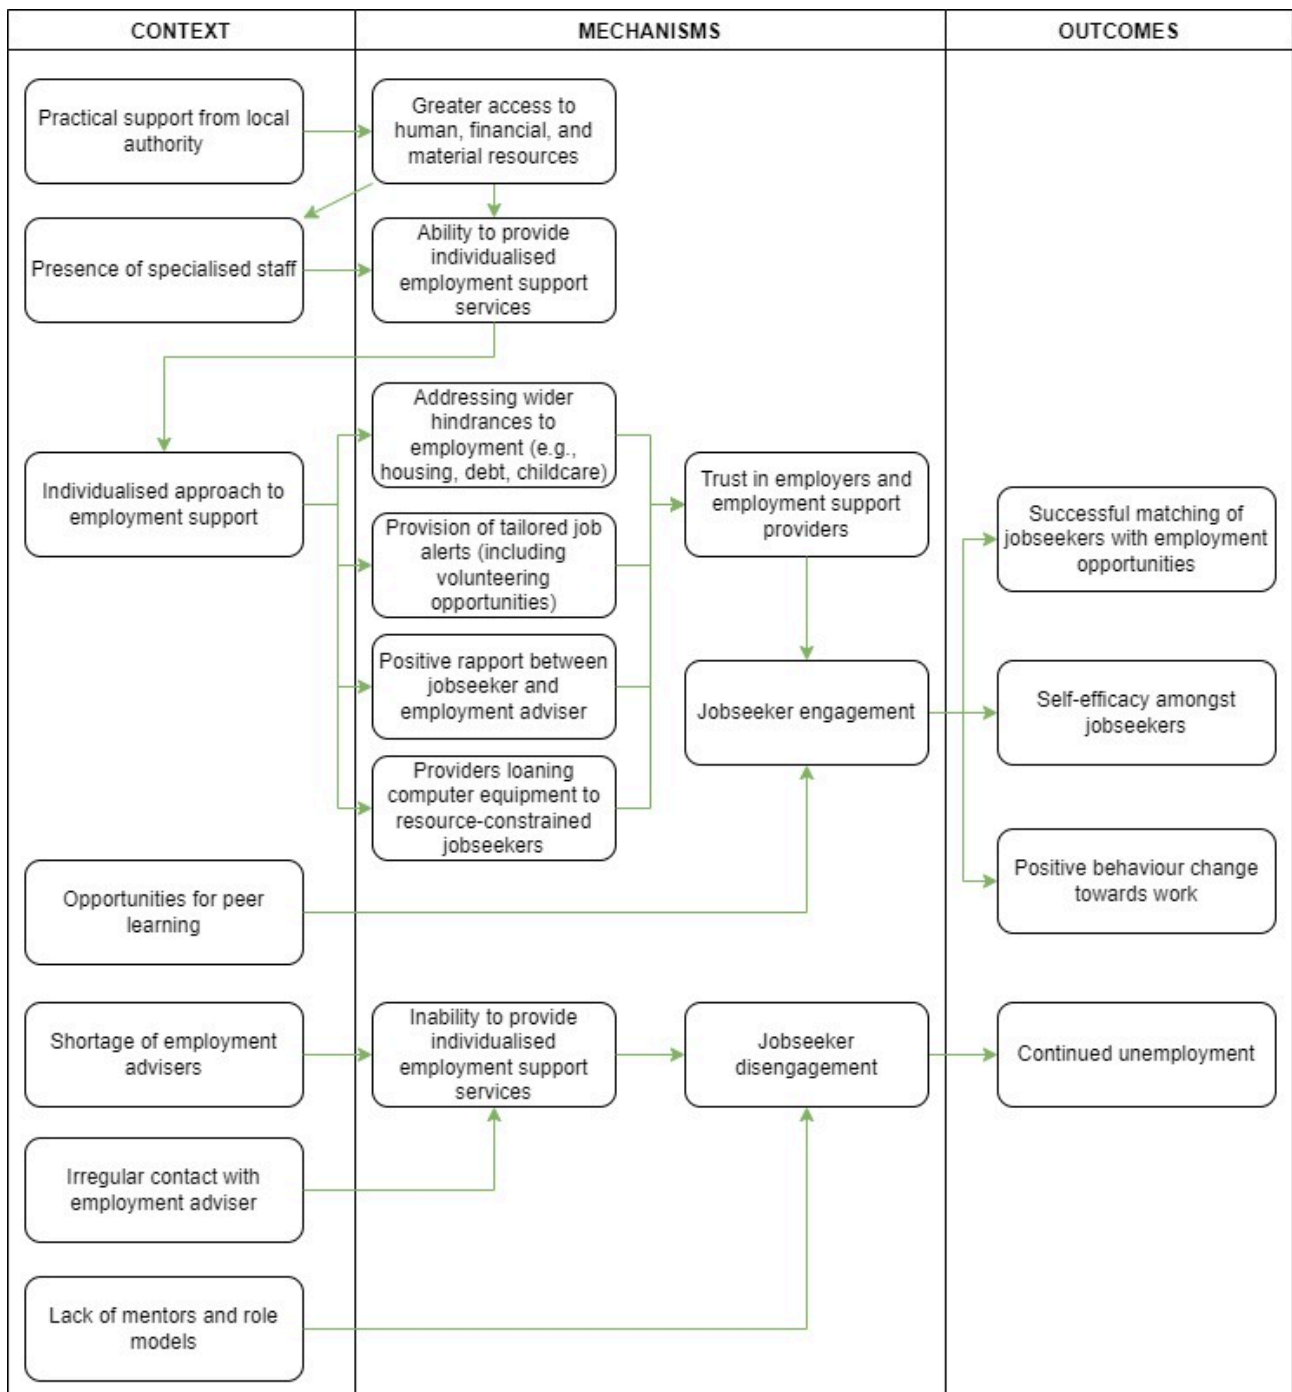 CONTEXT
MECHANISMS
OUTCOMES
Practical support from local
authority
Greater access to
human, financial, and
material resources
Presence of specialised staff
Ability to provide
individualised
employment support
services
Individualised approach to
employment support
Addressing wider
hindrances to
employment (e.g.,
housing, debt, childcare)
Provision of tailored job
alerts (including
volunteering
opportunities)
Positive rapport between
jobseeker and
employment adviser
Providers loaning
computer equipment to
resource-constrained
jobseekers
Trust in employers and
employment support
providers
Jobseeker engagement
Successful matching of
jobseekers with employment
opportunities
Self-efficacy amongst
jobseekers
Positive behaviour change
towards work
Opportunities for peer
learning
Shortage of employment
advisers
Inability to provide
individualised
employment support
services
Jobseeker
disengagement
Continued unemployment
Irregular contact with
employment adviser
Lack of mentors and role
models